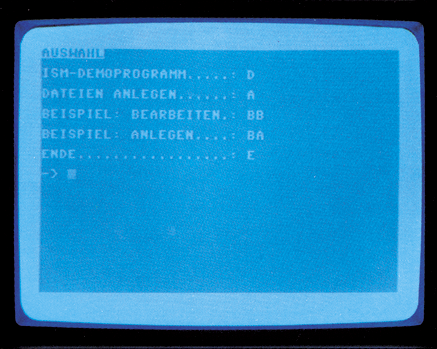 AUSWAHL
ISM-DEMOPROGRAMM.....: D
DATEIEN ANLEGEN......: A
BEISPIEL: BEARBEITEN.: BB
BEISPIEL: ANLEGEN....: BA
ENDE.................: E
->